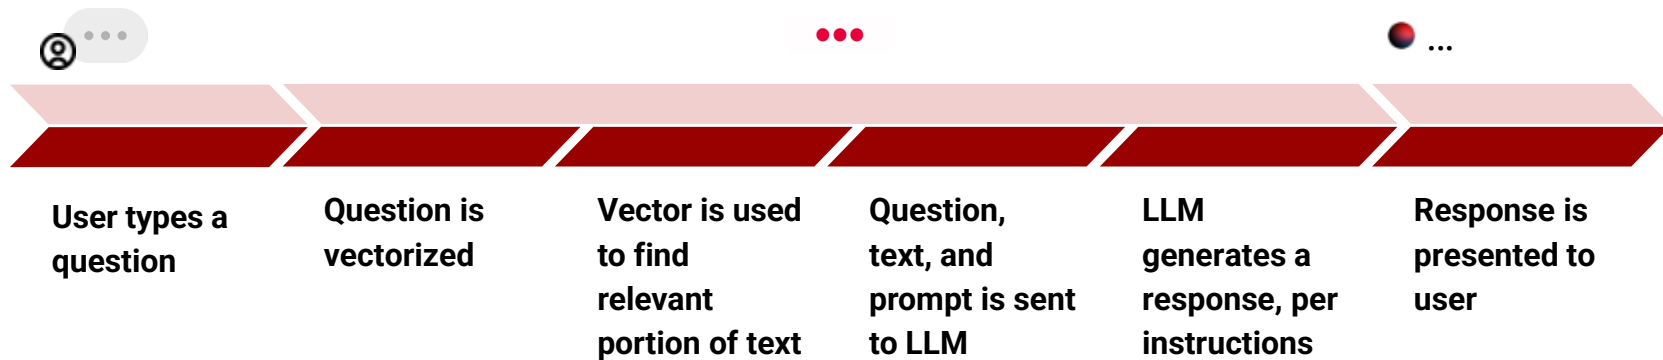 ...
User types a
question
Question is
vectorized
Vector is used
to find
relevant
portion of text
Question,
text, and
prompt is sent
to LLM
LLM
generates a
response, per
instructions
Response is
presented to
user